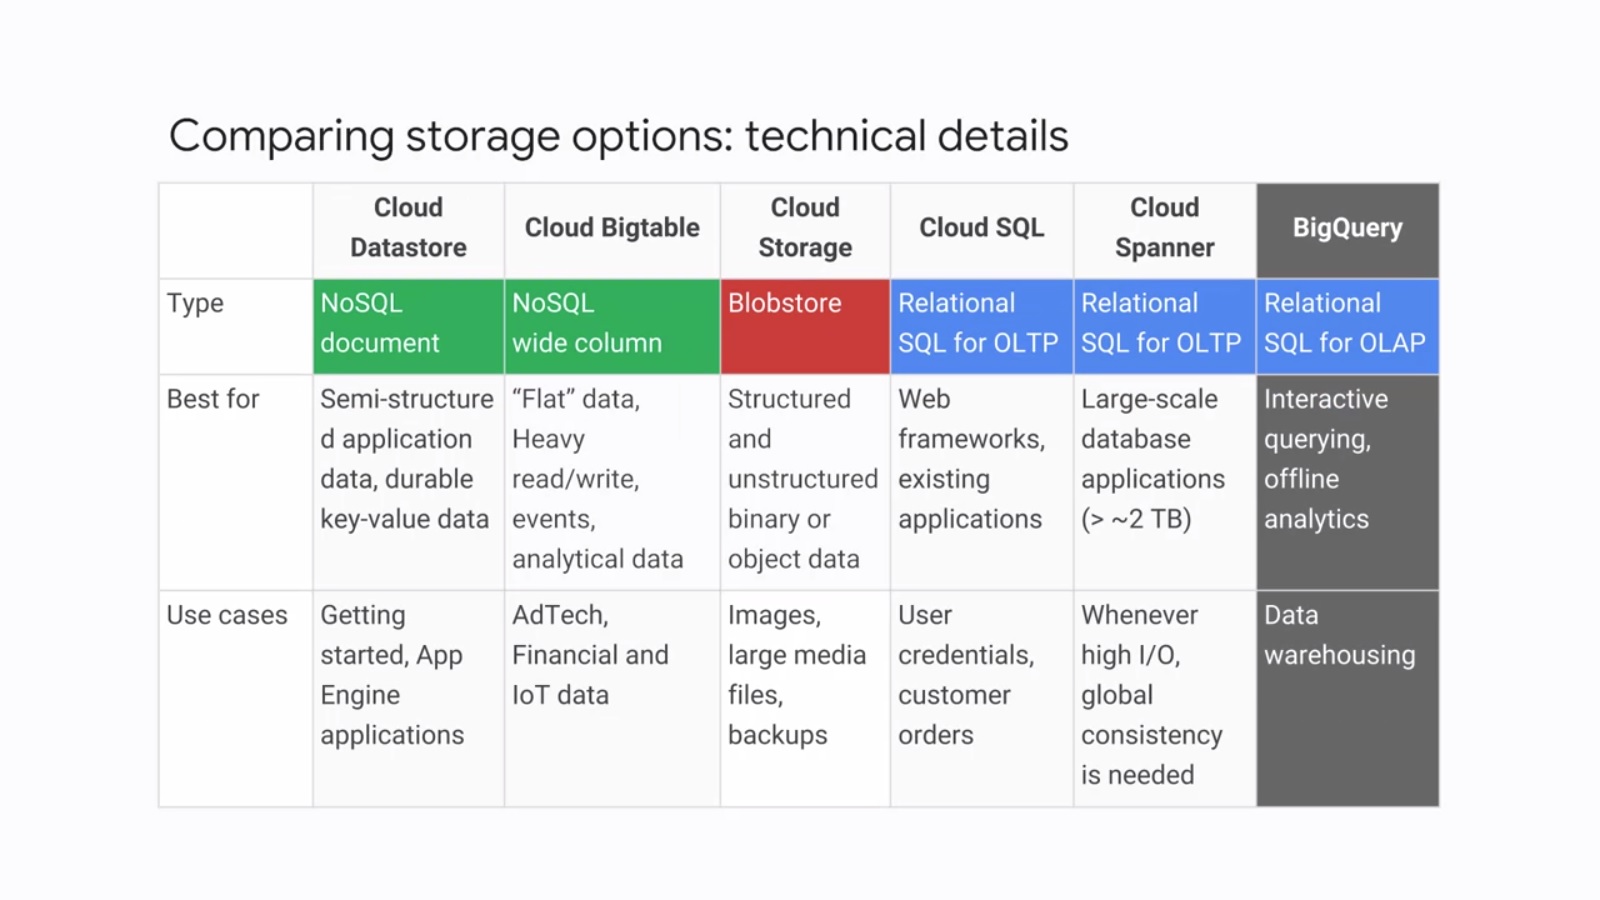 Comparing storage options: technical details
Cloud
Datastore
Cloud Bigtable
Cloud
Storage
Cloud SQL
Cloud
Spanner
BigQuery
Type
NoSQL
document
NoSQL
wide column
Blobstore
Relational
SQL for OLTP
Relational
SQL for OLTP
Relational
SQL for OLAP
Best for
Semi-structure
d application
data, durable
key-value data
“Flat” data,
Heavy
read/write,
events,
analytical data
Structured
and
unstructured
binary or
object data
Web
frameworks,
existing
applications
Large-scale
database
applications
(> ~2 TB)
Interactive
querying,
offline
analytics
Use cases
Getting
started, App
Engine
applications
AdTech,
Financial and
IoT data
Images,
large media
files,
backups
User
credentials,
customer
orders
Whenever
high I/O,
global
consistency
is needed
Data
warehousing